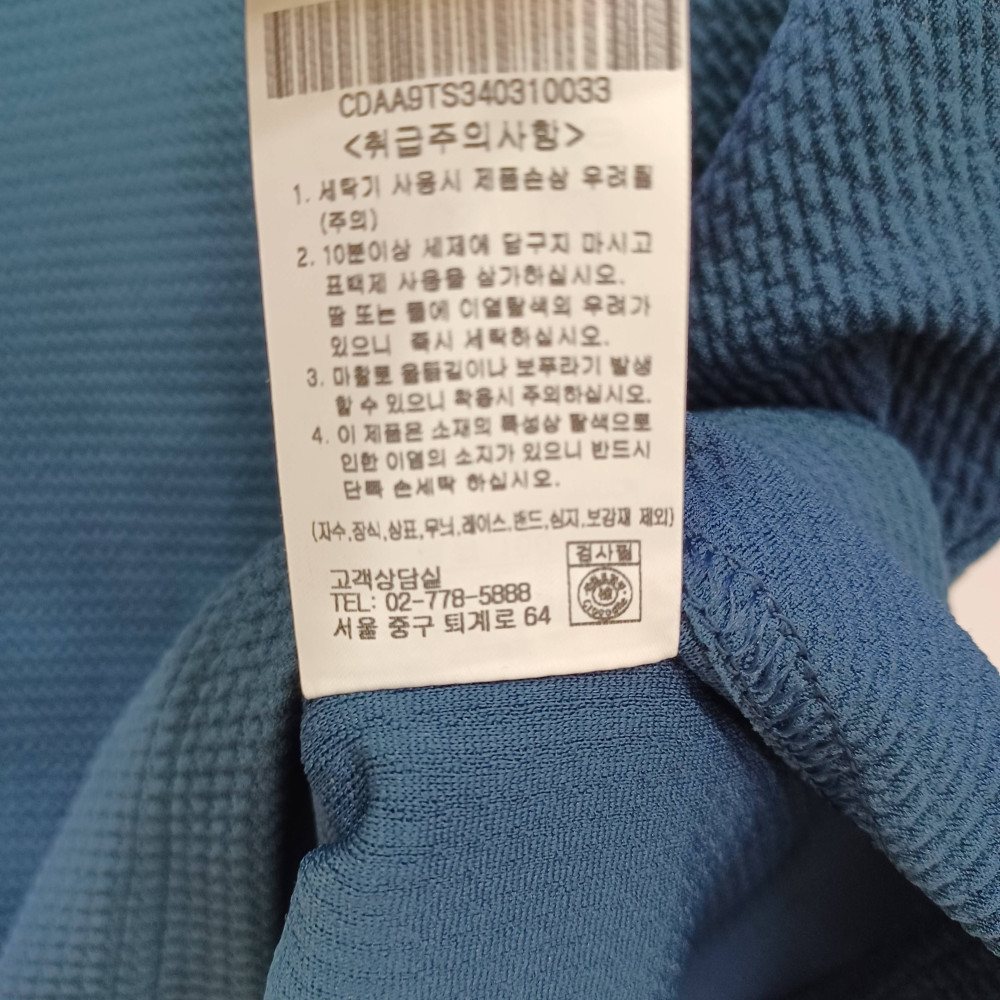 CDAA9TS340310033
<취급주의사항>
1. 세탁기 사용시 제품손상 우려됨
(주의)
2. 10분이상 세제에 담구지 마시고
표백제 사용을 삼가하십시오.
땀 또는 물에 이염탈색의 우려가
있으니 즉시 세탁하십시오.
3. 마찰로 올뜯김이나 보푸라기 발생
할 수 있으니 착용시 주의하십시오.
4. 이 제품은 소재의 특성상 탈색으로
인한 이염의 소지가 있으니 반드시
단독 손세탁 하십시오.
(자수,장식,상표,무늬,레이스,밴드,심지,보강재 제외)
검사필
고객상담실
TEL: 02-778-5888
서울 중구 퇴계로 64